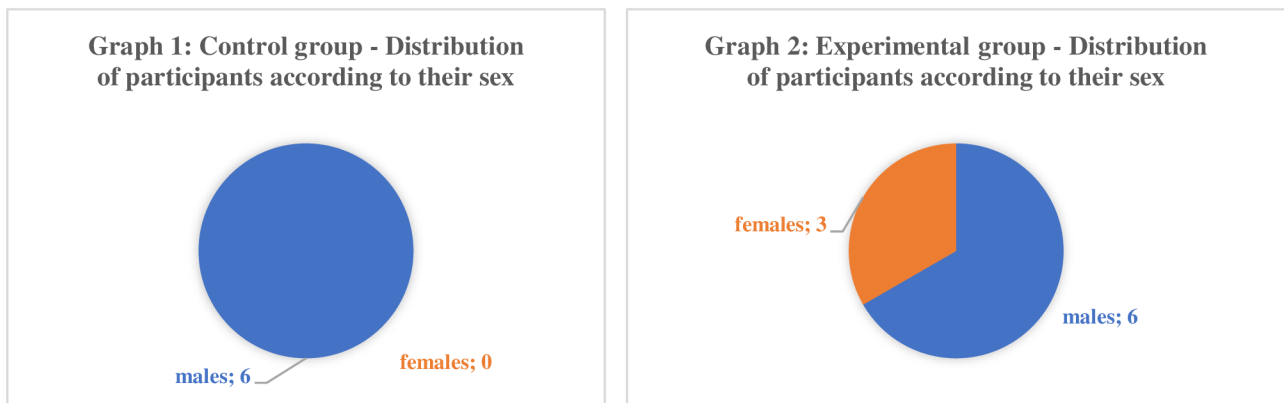 Graph 1: Control group - Distribution
of participants according to their sex
males; 6
females; 0
Graph 2: Experimental group - Distribution
of participants according to their sex
females; 3
males; 6